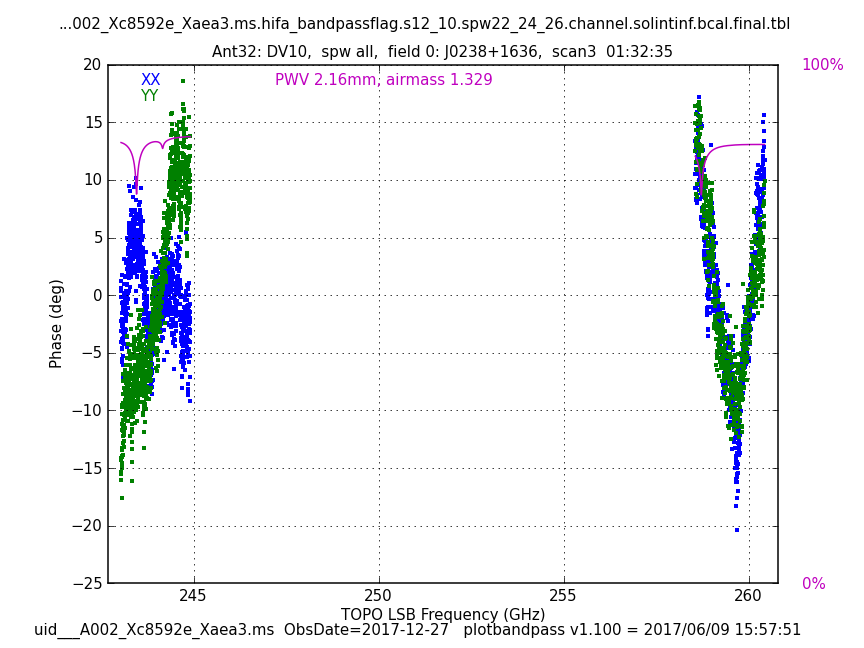 ...002_Xc8592e_Xaea3.ms.hifa_bandpassflag.s12_10.spw22_24_26.channel.solintinf.bcal.final.tbl
Ant32: DV10,  spw all,  field 0: J0238+1636,  scan3  01:32:35
XX
YY
PWV 2.16mm, airmass 1.329
100%
0%
20
15
10
5
0
−5
−10
−15
−20
−25
Phase (deg)
245
250
255
260
TOPO LSB Frequency (GHz)
uid___A002_Xc8592e_Xaea3.ms  ObsDate=2017-12-27   plotbandpass v1.100 = 2017/06/09 15:57:51